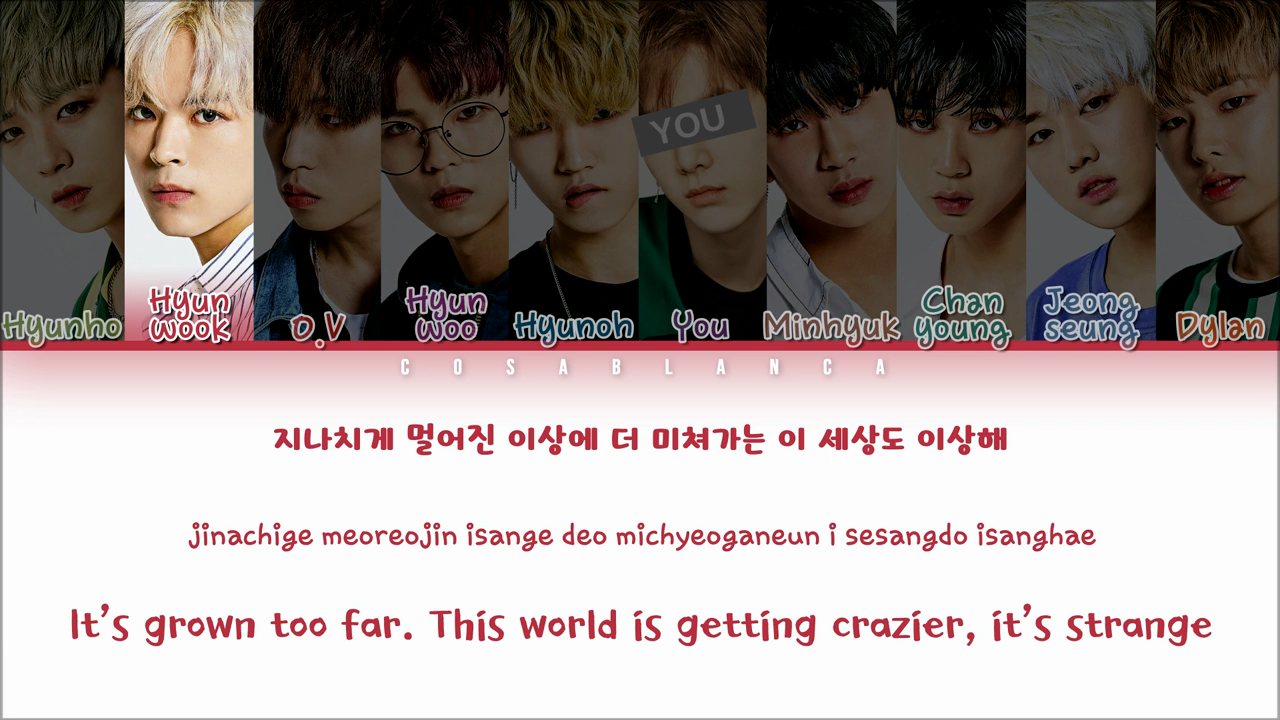 YOU
Hyunho
Hyun
wook
D.V
Hyun
woo
Hyunoh
You
Minhyuk
Chan
young
Jeong
seung
Dylan
COSABLANCA
지나치게 멀어진 이상에 더 미쳐가는 이 세상도 이상해
jinachige meoreojin isange deo michyeoganeun i sesangdo isanghae
It's grown too far. This world is getting crazier, it's strange